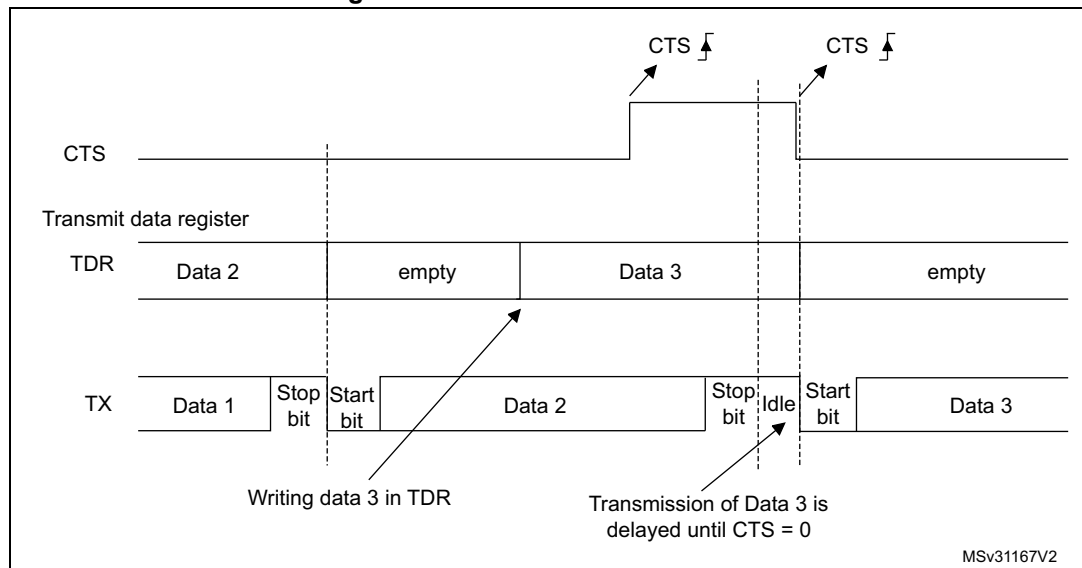 CTS CTS
CTS
Transmit data register
TDR Data 2 empty Data 3 empty
TX Data 1 Stop bit Start bit Data 2 Stop bit Idle Start bit Data 3
Writing data 3 in TDR
Transmission of Data 3 is
delayed until CTS = 0
MSv31167V2